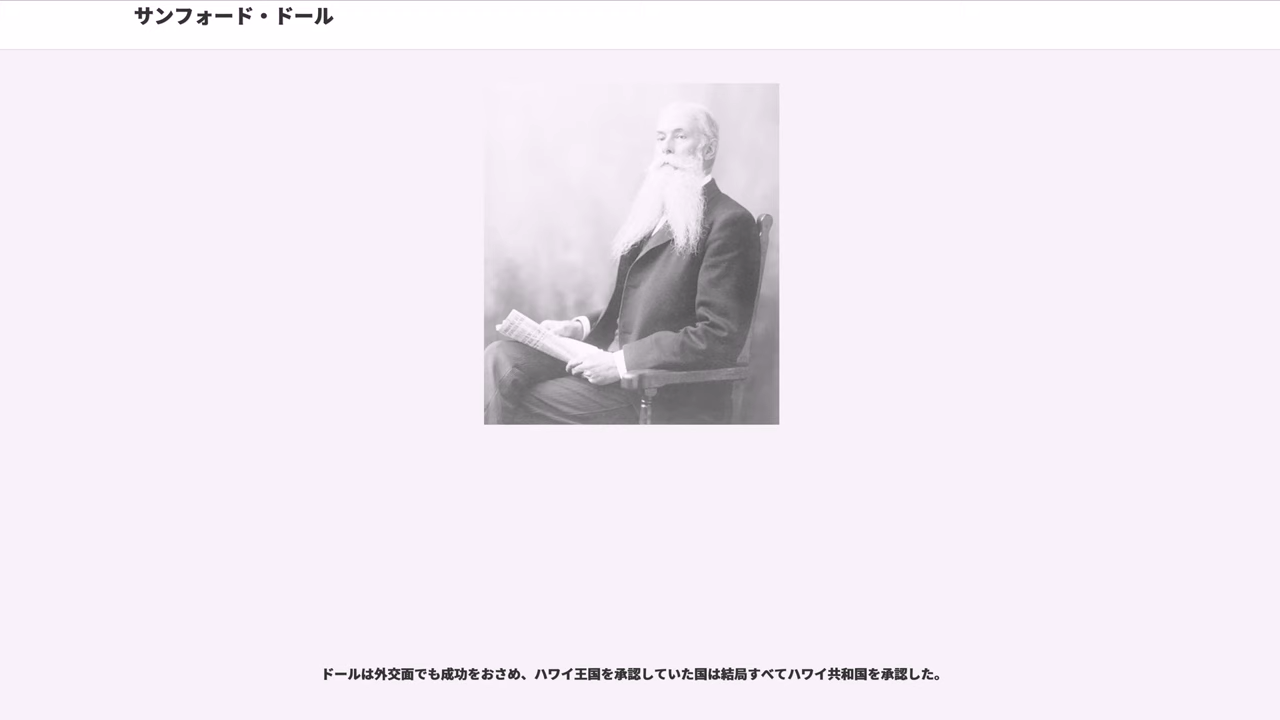 サンフォード・ドール
ドールは外交面でも成功をおさめ、ハワイ王国を承認していた国は結局すべてハワイ共和国を承認した。